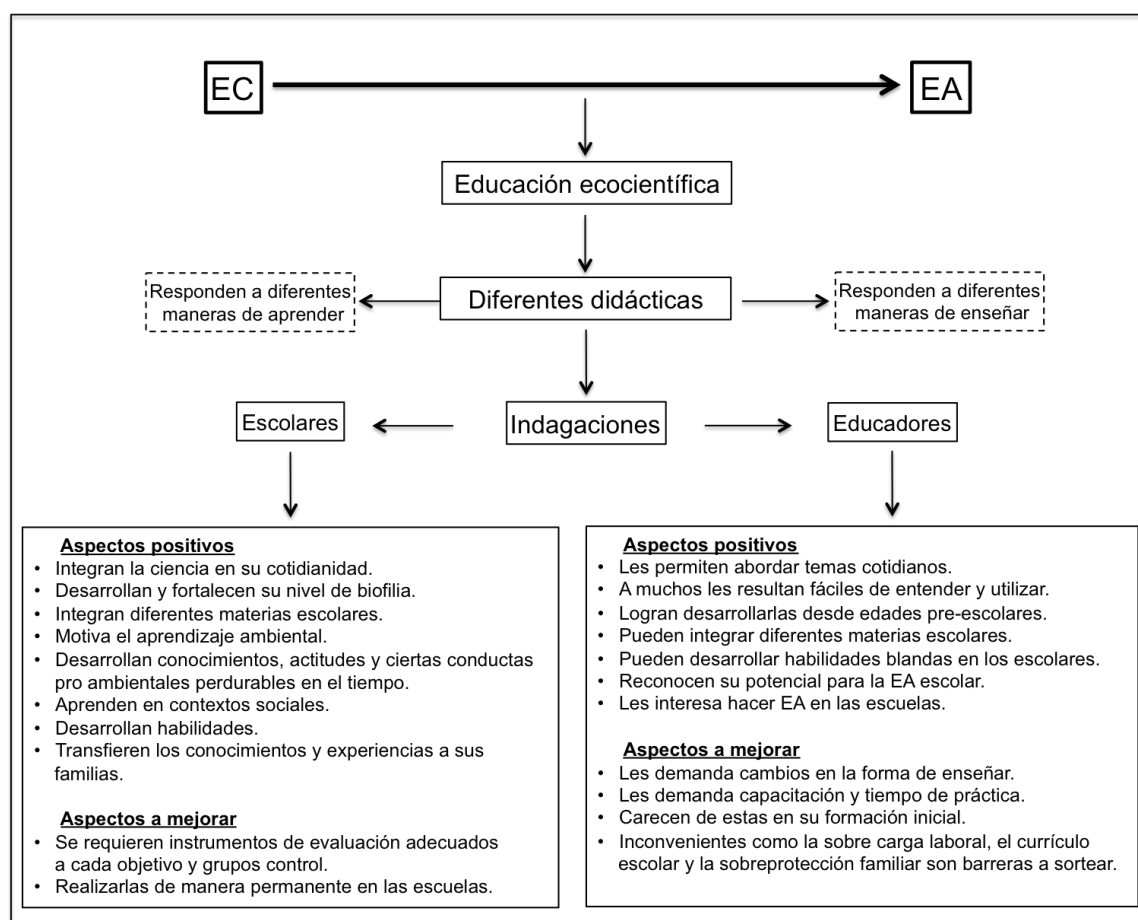 EC
EA
Educación ecocientífica
Responden a diferentes
maneras de aprender
Diferentes didácticas
Responden a diferentes
maneras de enseñar
Escolares
Indagaciones
Educadores
Aspectos positivos
• Integran la ciencia en su cotidianidad.
• Desarrollan y fortalecen su nivel de biofilia.
• Integran diferentes materias escolares.
• Motiva el aprendizaje ambiental.
• Desarrollan conocimientos, actitudes y ciertas conductas
pro ambientales perdurables en el tiempo.
• Aprenden en contextos sociales.
• Desarrollan habilidades.
• Transfieren los conocimientos y experiencias a sus
familias.
Aspectos a mejorar
• Se requieren instrumentos de evaluación adecuados
a cada objetivo y grupos control.
• Realizarlas de manera permanente en las escuelas.
Aspectos positivos
• Les permiten abordar temas cotidianos.
• A muchos les resultan fáciles de entender y utilizar.
• Logran desarrollarlas desde edades pre-escolares.
• Pueden integrar diferentes materias escolares.
• Pueden desarrollar habilidades blandas en los escolares.
• Reconocen su potencial para la EA escolar.
• Les interesa hacer EA en las escuelas.
Aspectos a mejorar
• Les demanda cambios en la forma de enseñar.
• Les demanda capacitación y tiempo de práctica.
• Carecen de estas en su formación inicial.
• Inconvenientes como la sobre carga laboral, el currículo
escolar y la sobreprotección familiar son barreras a sortear.